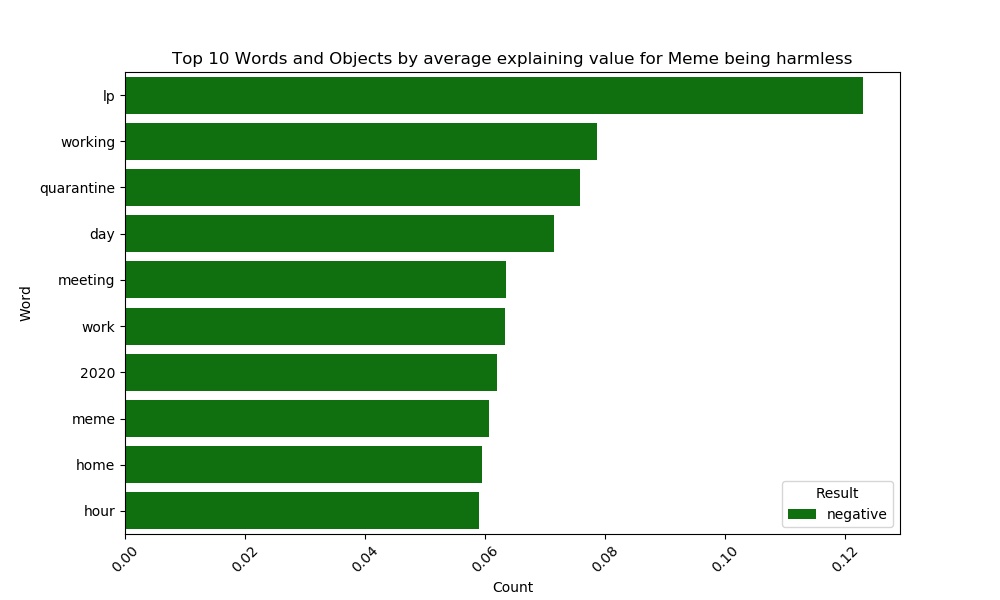 Top 10 Words and Objects by average explaining value for Meme being harmless
lp
working
quarantine
day
meeting
work
2020
meme
home
hour
Word
Result
negative
0.00 0.02 0.04 0.06 0.08 0.10 0.12
Count